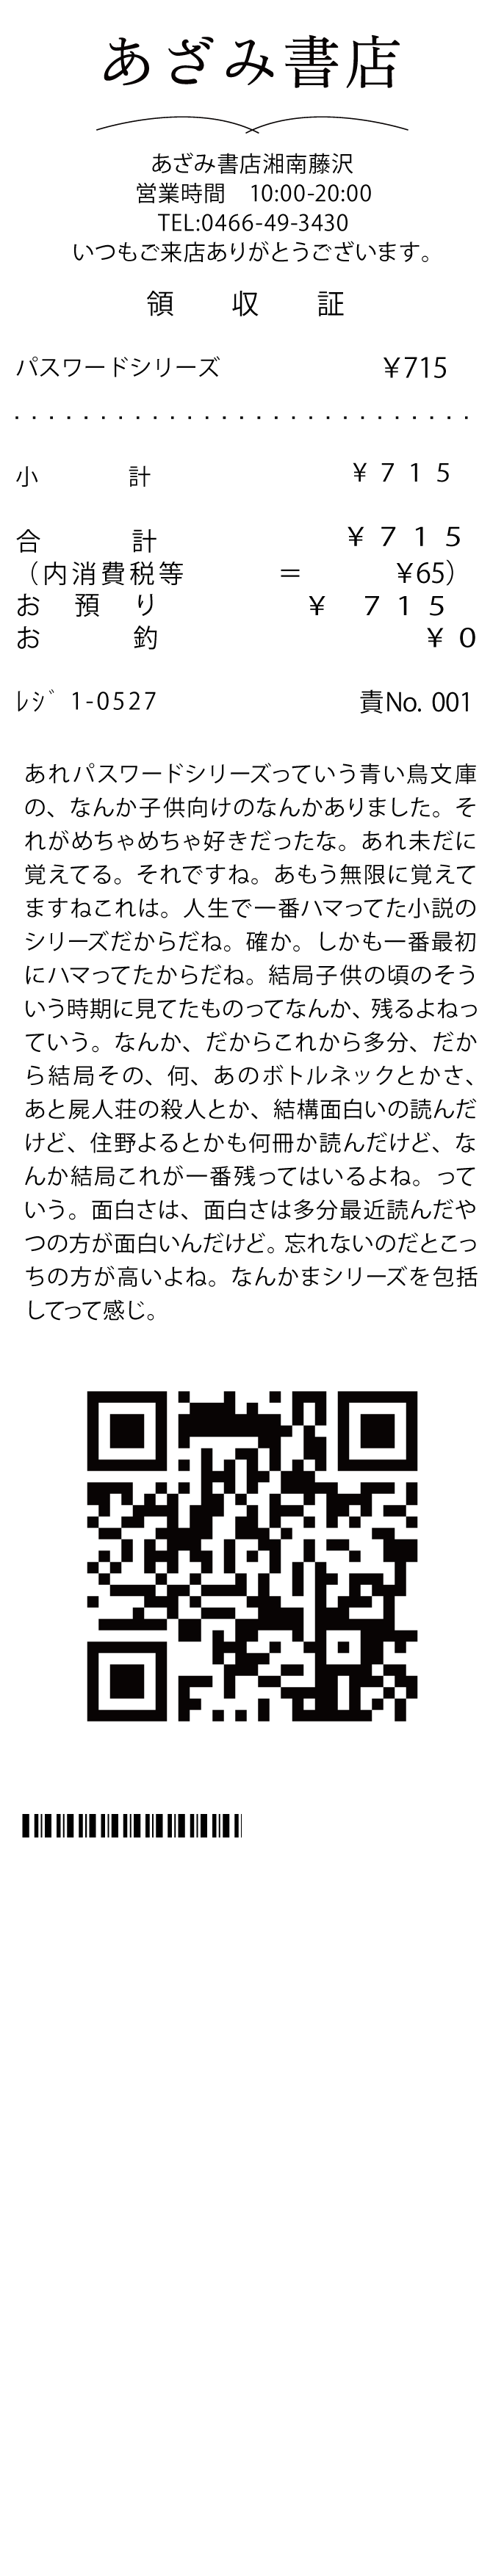 あざみ書店
あざみ書店湘南藤沢
営業時間　10:00-20:00
TEL:0466-49-3430
いつもご来店ありがとうございます。
領　収　証
パスワードシリーズ　¥715
小　計　¥７１５
合　計　¥７１５
（内消費税等　＝　¥65）
お　預　り　¥　７１５
お　釣　¥０
ﾚｼﾞ 1-0527　責No. 001
あれパスワードシリーズっていう青い鳥文庫
の、なんか子供向けのなんかありました。そ
れがめちゃめちゃ好きだったな。あれ未だに
覚えてる。それですね。あもう無限に覚えて
ますねこれは。人生で一番ハマってた小説の
シリーズだからだね。確か。しかも一番最初
にハマってたからだね。結局子供の頃のそう
いう時期に見てたものってなんか、残るよねっ
ていう。なんか、だからこれから多分、だか
ら結局その、何、あのボトルネックとかさ、
あと屍人荘の殺人とか、結構面白いの読んだ
けど、住野よるとかも何冊か読んだけど、な
んか結局これが一番残ってはいるよね。って
いう。面白さは、面白さは多分最近読んだや
つの方が面白いんだけど。忘れないのだとこっ
ちの方が高いよね。なんかまシリーズを包括
してって感じ。